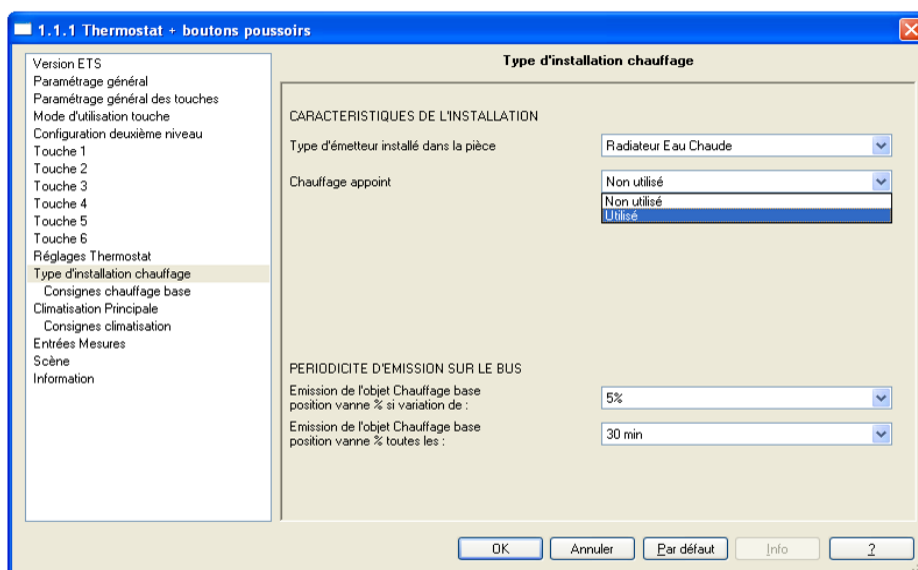 1.1.1 Thermostat + boutons poussoirs
Version ETS
Paramétrage général
Paramétrage général des touches
Mode d'utilisation touche
Configuration deuxième niveau
Touche 1
Touche 2
Touche 3
Touche 4
Touche 5
Touche 6
Réglages Thermostat
Type d'installation chauffage
Consignes chauffage base
Climatisation Principale
Consignes climatisation
Entrées Mesures
Scène
Information
Type d'installation chauffage
CARACTERISTIQUES DE L'INSTALLATION
Type d'émetteur installé dans la pièce
Radiateur Eau Chaude
Chauffage appoint
Non utilisé
Non utilisé
Utilisé
PERIODICITE D'EMISSION SUR LE BUS
Emission de l'objet Chauffage base
position vanne % si variation de :
5%
Emission de l'objet Chauffage base
position vanne % toutes les :
30 min
OK
Annuler
Par défaut
Info
?